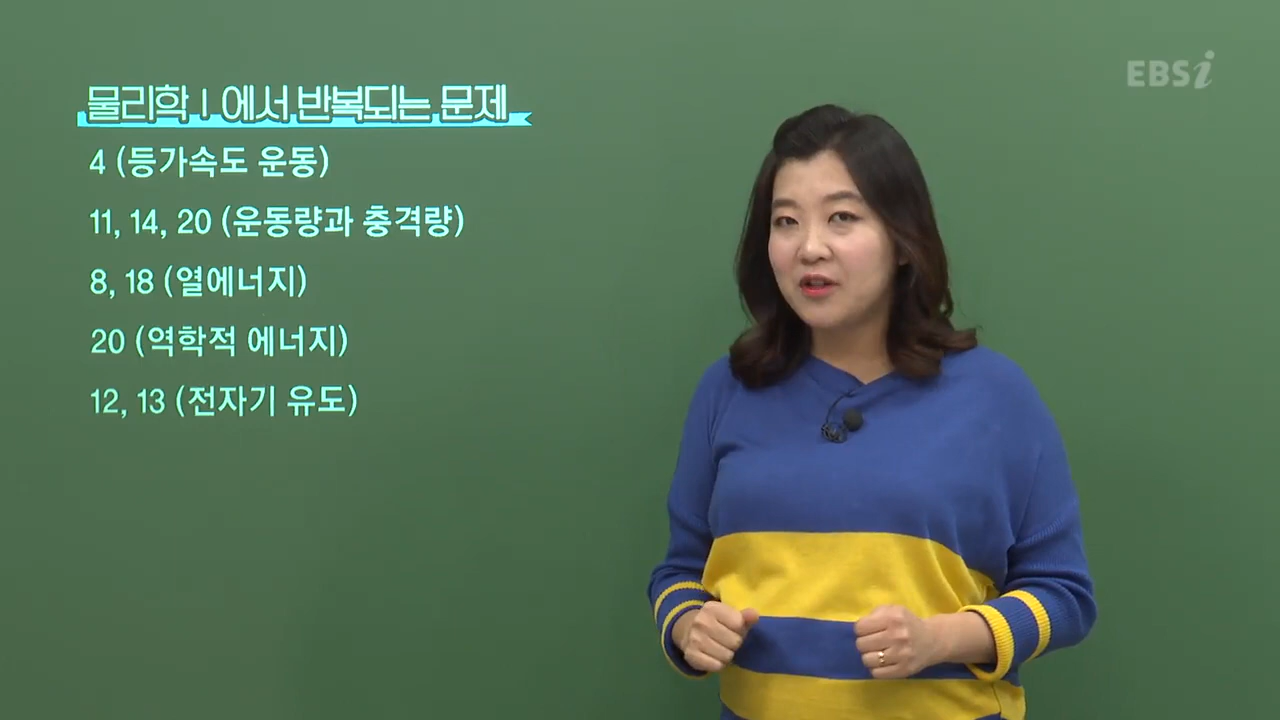 EBSi
물리학 I 에서 반복되는 문제
4 (등가속도 운동)
11, 14, 20 (운동량과 충격량)
8, 18 (열에너지)
20 (역학적 에너지)
12, 13 (전자기 유도)